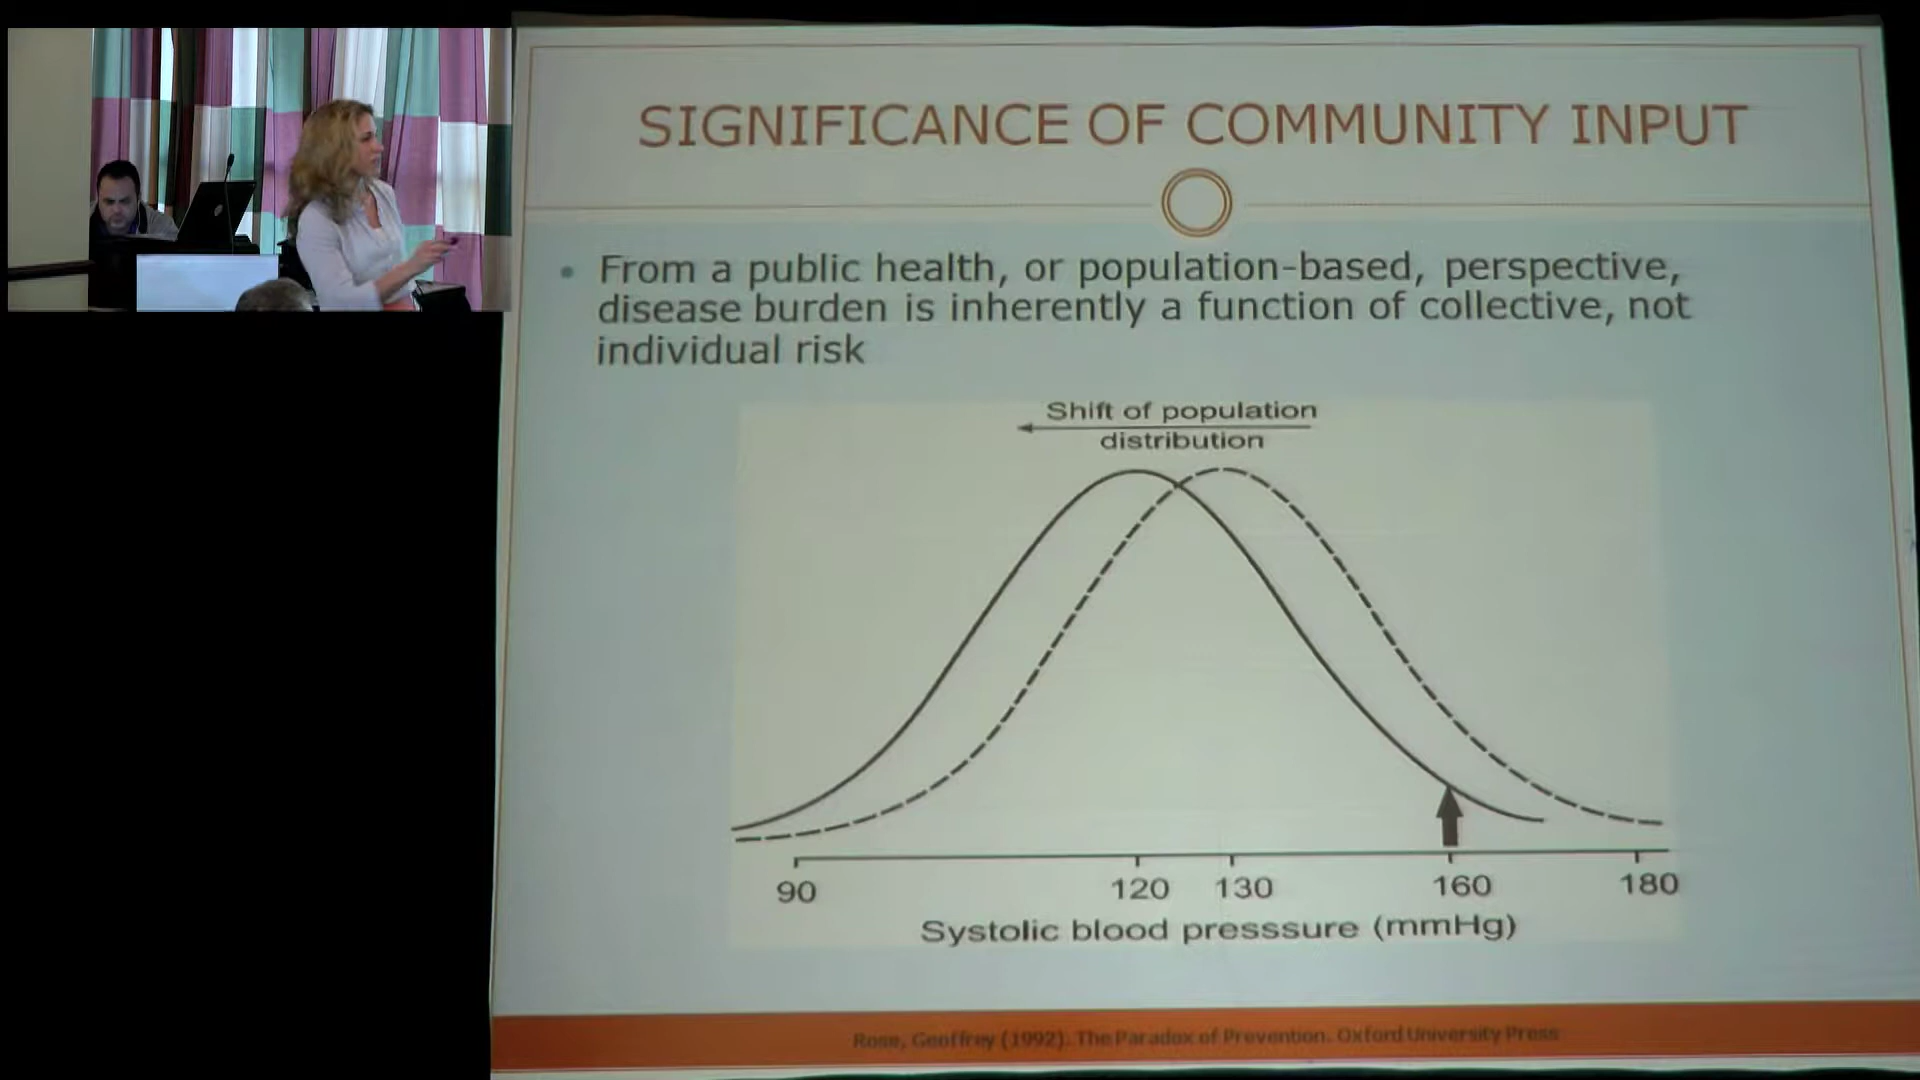 SIGNIFICANCE OF COMMUNITY INPUT
• From a public health, or population-based, perspective,
disease burden is inherently a function of collective, not
individual risk
Shift of population
distribution
90 120 130 160 180
Systolic blood presssure (mmHg)
Rose, Geoffrey (1992). The Paradox of Prevention. Oxford University Press